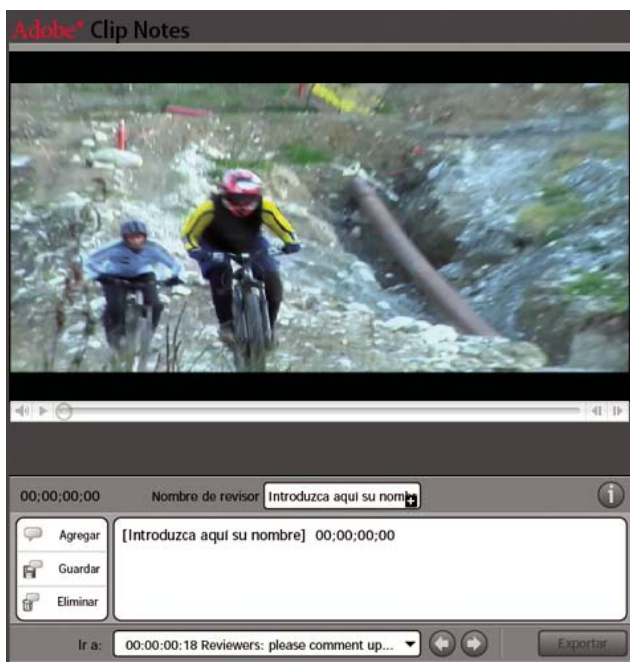 Adobe® Clip Notes
00;00;00;00 Nombre de revisor Introduzca aquí su nomb
Agregar
Guardar
Eliminar
[Introduzca aquí su nombre] 00;00;00;00
Ir a: 00:00:00:18 Reviewers: please comment up...
Exportar